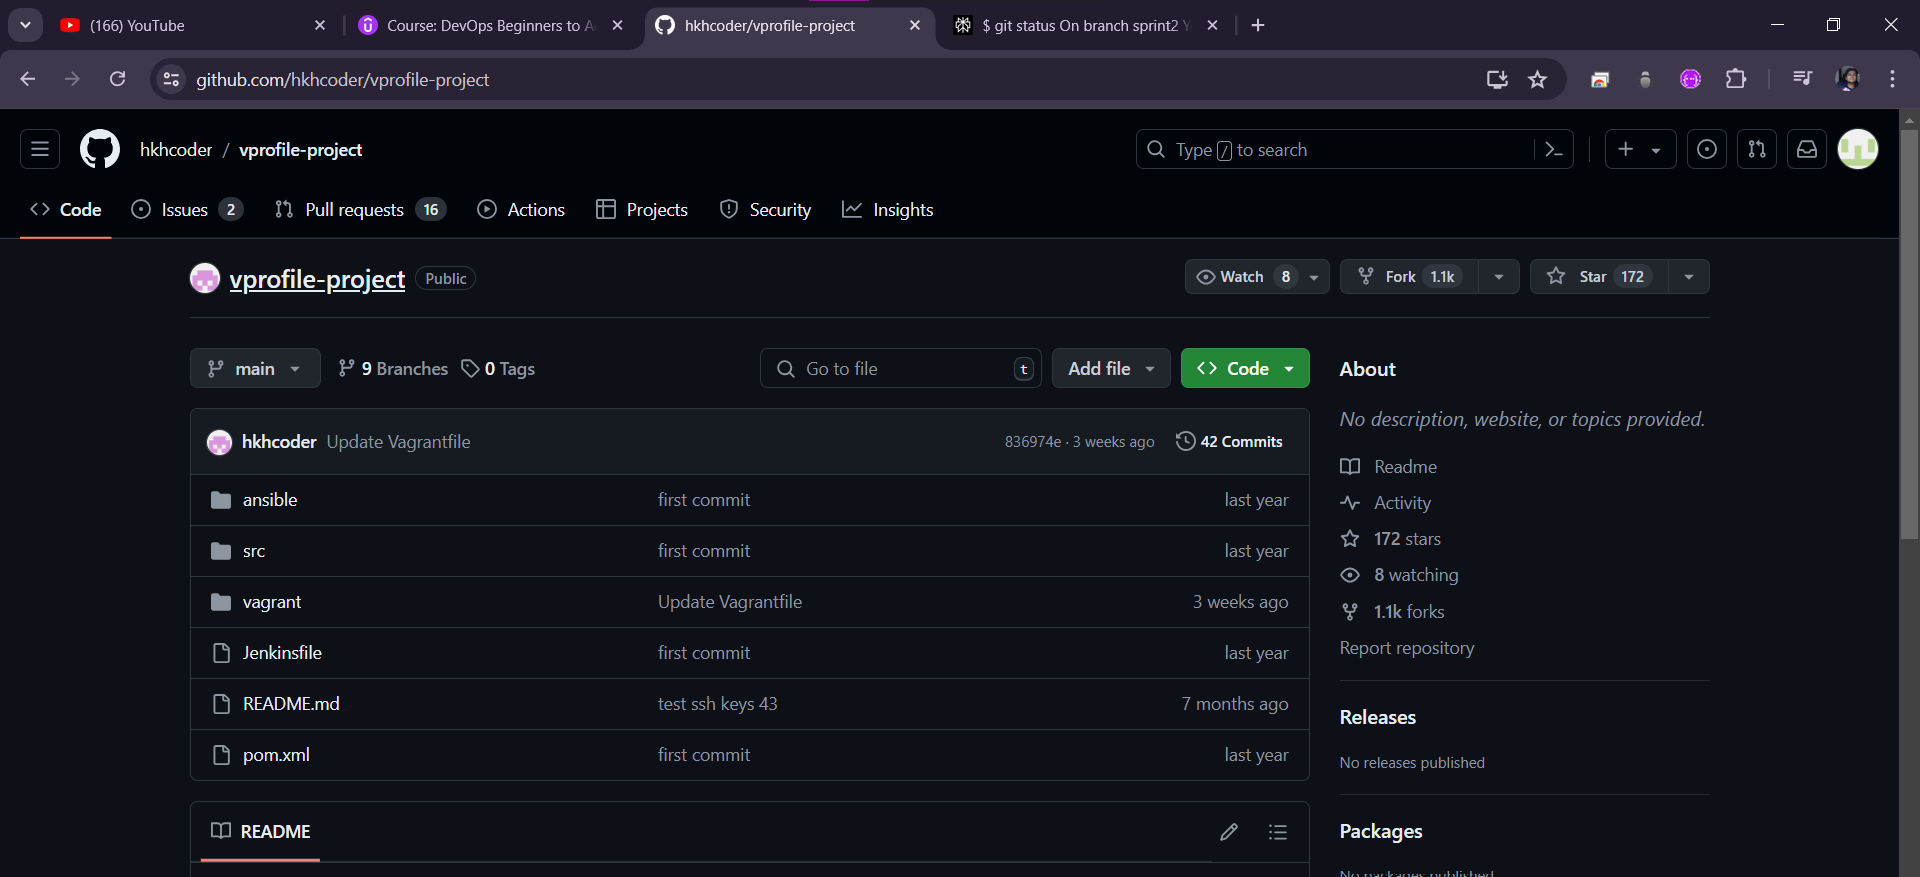 (166) YouTube
Course: DevOps Beginners to A
hkhcoder/vprofile-project
$ git status On branch sprint2 Y
github.com/hkhcoder/vprofile-project
hkhcoder / vprofile-project
Type / to search
Code
Issues 2
Pull requests 16
Actions
Projects
Security
Insights
vprofile-project Public
Watch 8
Fork 1.1k
Star 172
main
9 Branches
0 Tags
Go to file t
Add file
Code
hkhcoder Update Vagrantfile 836974e · 3 weeks ago 42 Commits
ansible first commit last year
src first commit last year
vagrant Update Vagrantfile 3 weeks ago
Jenkinsfile first commit last year
README.md test ssh keys 43 7 months ago
pom.xml first commit last year
README
About
No description, website, or topics provided.
Readme
Activity
172 stars
8 watching
1.1k forks
Report repository
Releases
No releases published
Packages
No packages published